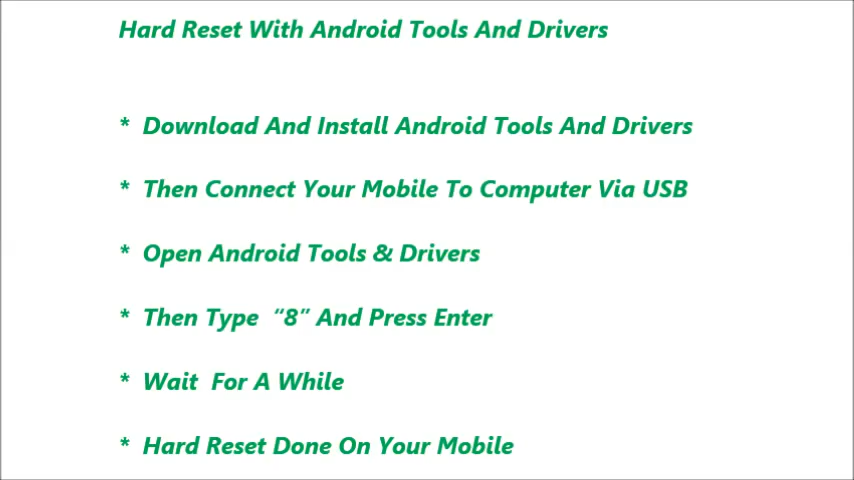 Hard Reset With Android Tools And Drivers
* Download And Install Android Tools And Drivers
* Then Connect Your Mobile To Computer Via USB
* Open Android Tools & Drivers
* Then Type “8” And Press Enter
* Wait For A While
* Hard Reset Done On Your Mobile